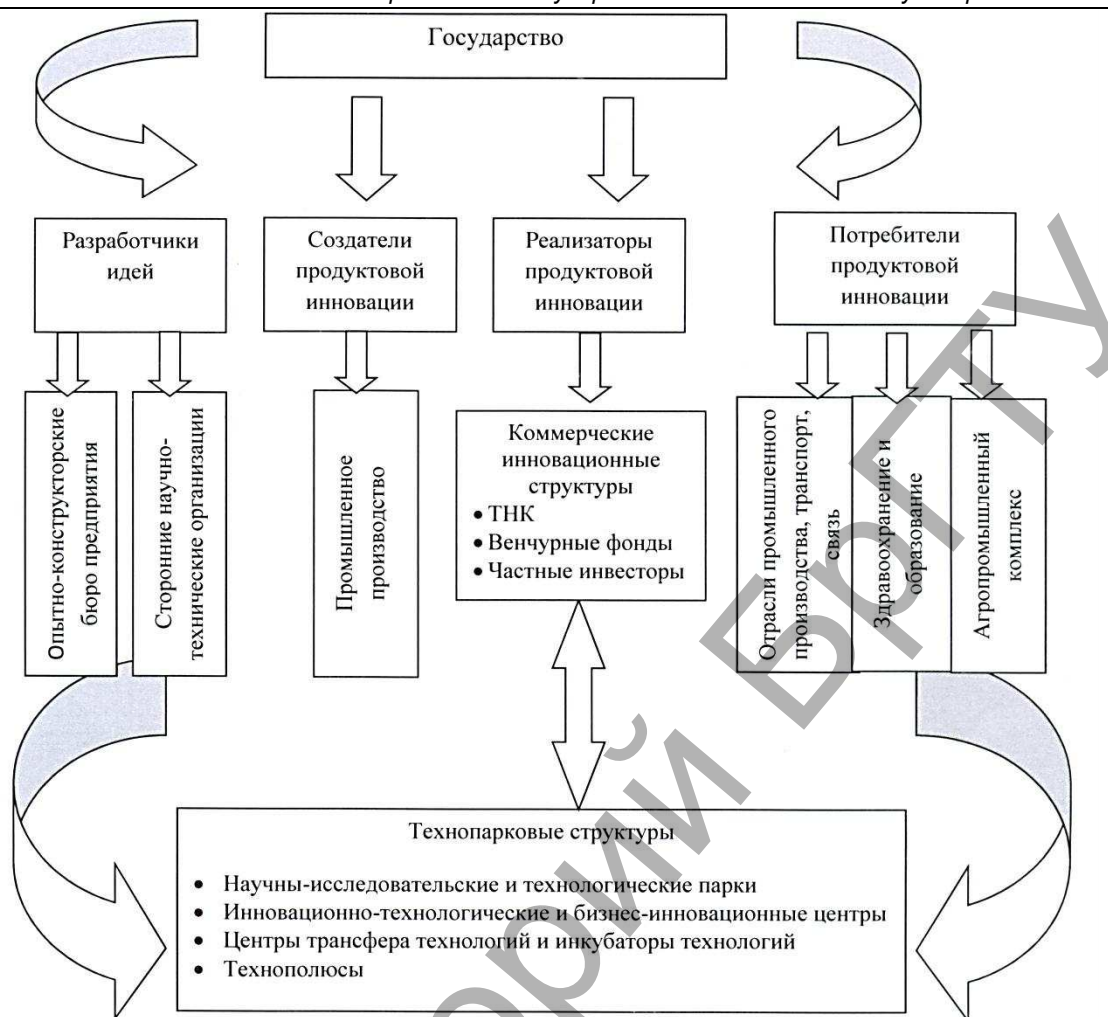 Государство
Разработчики
идей
Создатели
продуктовой
инновации
Реализаторы
продуктовой
инновации
Потребители
продуктовой
инновации
Опытно-конструкторские
бюро предприятия
Сторонние научно-
технические организации
Промышленное
производство
Коммерческие
инновационные
структуры
• ТНК
• Венчурные фонды
• Частные инвесторы
Отрасли промышленного
производства, транспорт,
связь
Здравоохранение и
образование
Агропромышленный
комплекс
Технопарковые структуры
• Научны-исследовательские и технологические парки
• Инновационно-технологические и бизнес-инновационные центры
• Центры трансфера технологий и инкубаторы технологий
• Технополюсы
БрГТУ